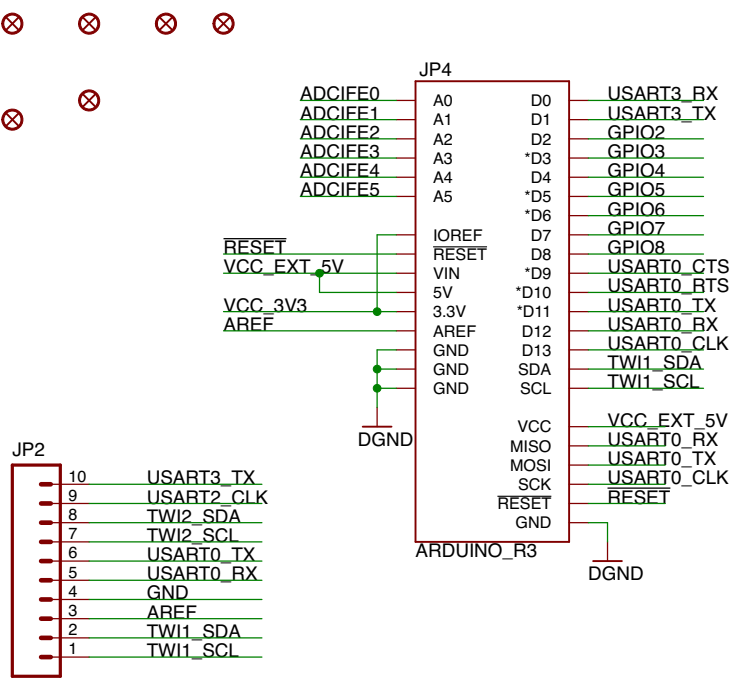 JP4
ADCIFE0 A0 D0 USART3_RX
ADCIFE1 A1 D1 USART3_TX
ADCIFE2 A2 D2 GPIO2
ADCIFE3 A3 *D3 GPIO3
ADCIFE4 A4 D4 GPIO4
ADCIFE5 A5 *D5 GPIO5
*D6 GPIO6
IOREF D7 GPIO7
RESET RESET D8 GPIO8
VCC_EXT_5V VIN *D9 USART0_CTS
5V *D10 USART0_RTS
VCC_3V3 3.3V *D11 USART0_TX
AREF AREF D12 USART0_RX
GND D13 USART0_CLK
GND SDA TWI1_SDA
GND SCL TWI1_SCL
VCC VCC_EXT_5V
DGND
MISO USART0_RX
MOSI USART0_TX
SCK USART0_CLK
RESET RESET
GND
ARDUINO_R3
DGND
JP2
10 USART3_TX
9 USART2_CLK
8 TWI2_SDA
7 TWI2_SCL
6 USART0_TX
5 USART0_RX
4 GND
3 AREF
2 TWI1_SDA
1 TWI1_SCL